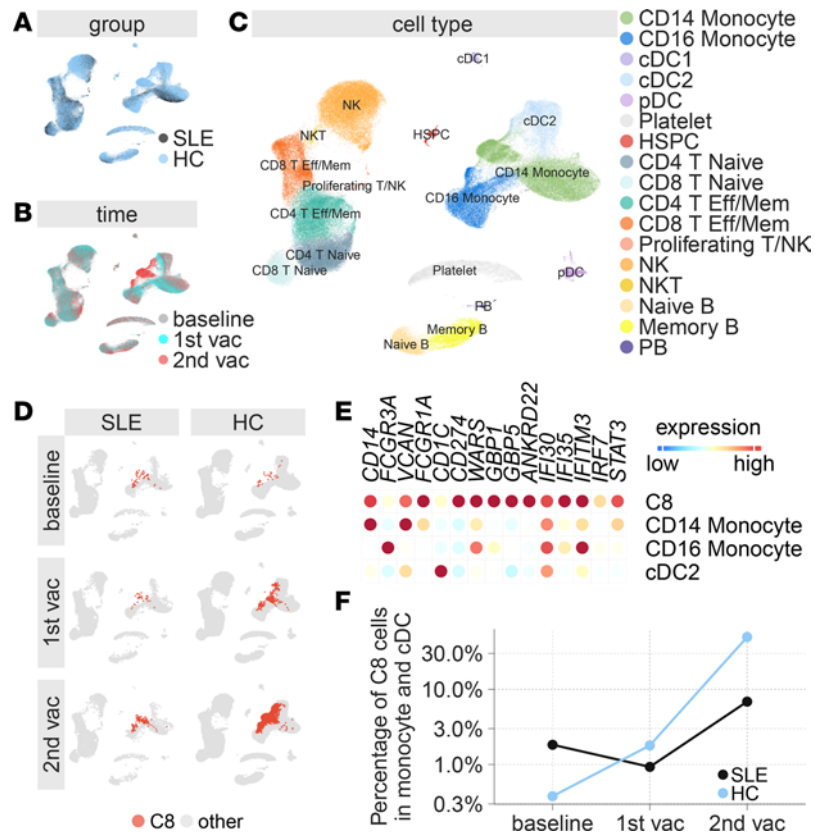 A
group
SLE
HC
B
time
baseline
1st vac
2nd vac
C
cell type
cDC1
NK
cDC2
NKT
HSPC
CD8 T Eff/Mem
CD14 Monocyte
Proliferating T/NK
CD16 Monocyte
CD4 T Eff/Mem
CD4 T Naive
CD8 T Naive
Platelet
pDC
PB
Memory B
Naive B
CD14 Monocyte
CD16 Monocyte
cDC1
cDC2
pDC
Platelet
HSPC
CD4 T Naive
CD8 T Naive
CD4 T Eff/Mem
CD8 T Eff/Mem
Proliferating T/NK
NK
NKT
Naive B
Memory B
PB
D
SLE HC
baseline
1st vac
2nd vac
C8 other
E
CD14
FCGR3A
VCAN
FCGR1A
CD1C
CD274
WARS
GBP1
GBP5
ANKRD22
IFI30
IFI35
IFITM3
IRF7
STAT3
expression
low high
C8
CD14 Monocyte
CD16 Monocyte
cDC2
F
Percentage of C8 cells
in monocyte and cDC
30.0%
10.0%
3.0%
1.0%
0.3%
SLE
HC
baseline 1st vac 2nd vac